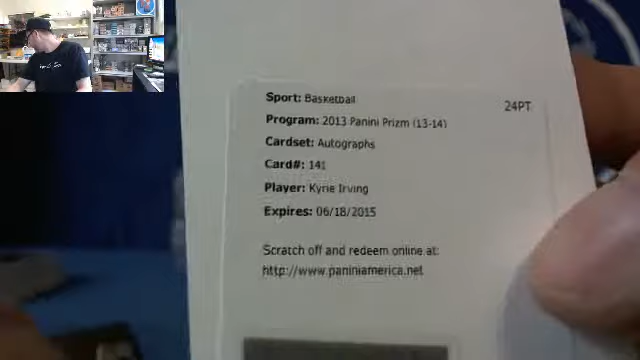 Sport: Basketball
24PT
Program: 2013 Panini Prizm (13-14)
Cardset: Autographs
Card#: 141
Player: Kyrie Irving
Expires: 06/18/2015
Scratch off and redeem online at:
http://www.paniniamerica.net